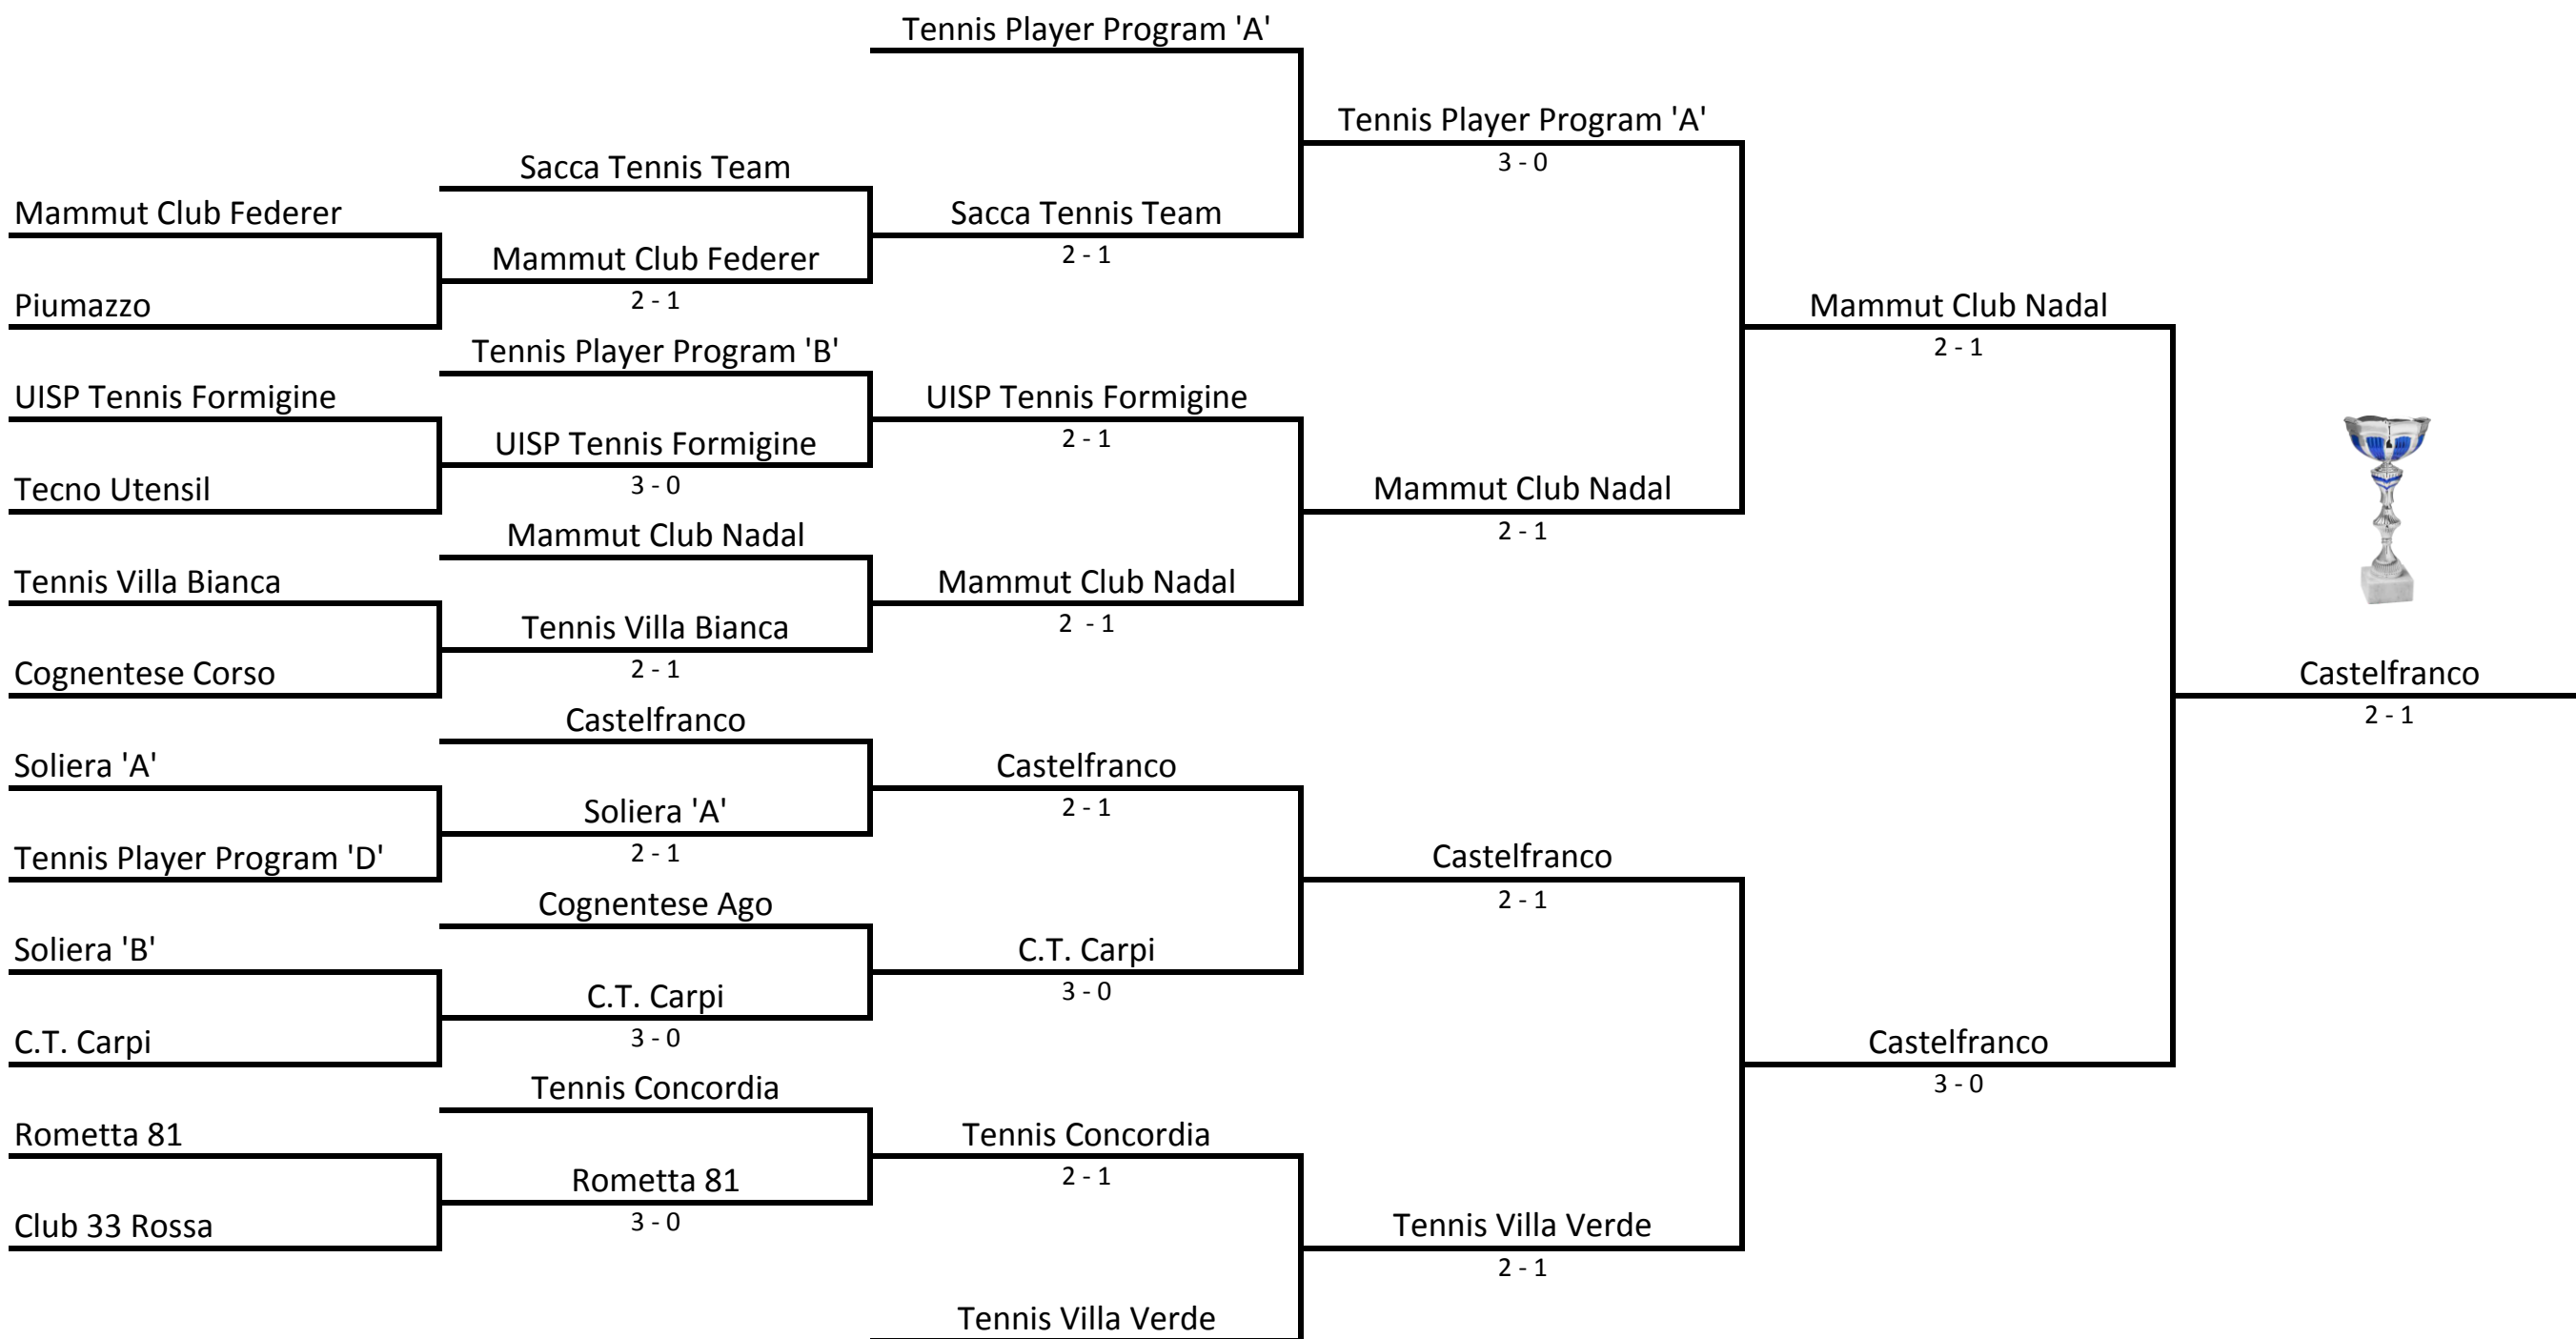 Tennis Player Program 'A'
Tennis Player Program 'A'
3 - 0
Sacca Tennis Team
Mammut Club Federer
Sacca Tennis Team
2 - 1
Mammut Club Federer
2 - 1
Piumazzo
Mammut Club Nadal
2 - 1
Tennis Player Program 'B'
UISP Tennis Formigine
UISP Tennis Formigine
2 - 1
UISP Tennis Formigine
3 - 0
Tecno Utensil
Mammut Club Nadal
2 - 1
Mammut Club Nadal
Tennis Villa Bianca
Mammut Club Nadal
2 - 1
Tennis Villa Bianca
2 - 1
Cognentese Corso
Castelfranco
2 - 1
Castelfranco
Soliera 'A'
Castelfranco
2 - 1
Soliera 'A'
2 - 1
Tennis Player Program 'D'
Castelfranco
2 - 1
Cognentese Ago
Soliera 'B'
C.T. Carpi
3 - 0
C.T. Carpi
3 - 0
C.T. Carpi
Castelfranco
3 - 0
Tennis Concordia
Rometta 81
Tennis Concordia
2 - 1
Rometta 81
3 - 0
Club 33 Rossa
Tennis Villa Verde
2 - 1
Tennis Villa Verde